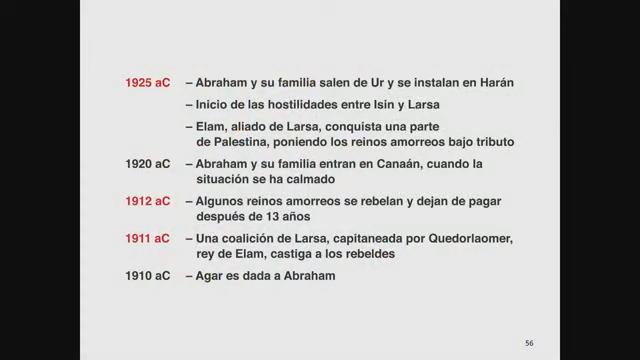 1925 aC – Abraham y su familia salen de Ur y se instalan en Harán
– Inicio de las hostilidades entre Isin y Larsa
– Elam, aliado de Larsa, conquista una parte
de Palestina, poniendo los reinos amorreos bajo tributo
1920 aC – Abraham y su familia entran en Canaán, cuando la
situación se ha calmado
1912 aC – Algunos reinos amorreos se rebelan y dejan de pagar
después de 13 años
1911 aC – Una coalición de Larsa, capitaneada por Quedorlaomer,
rey de Elam, castiga a los rebeldes
1910 aC – Agar es dada a Abraham
56